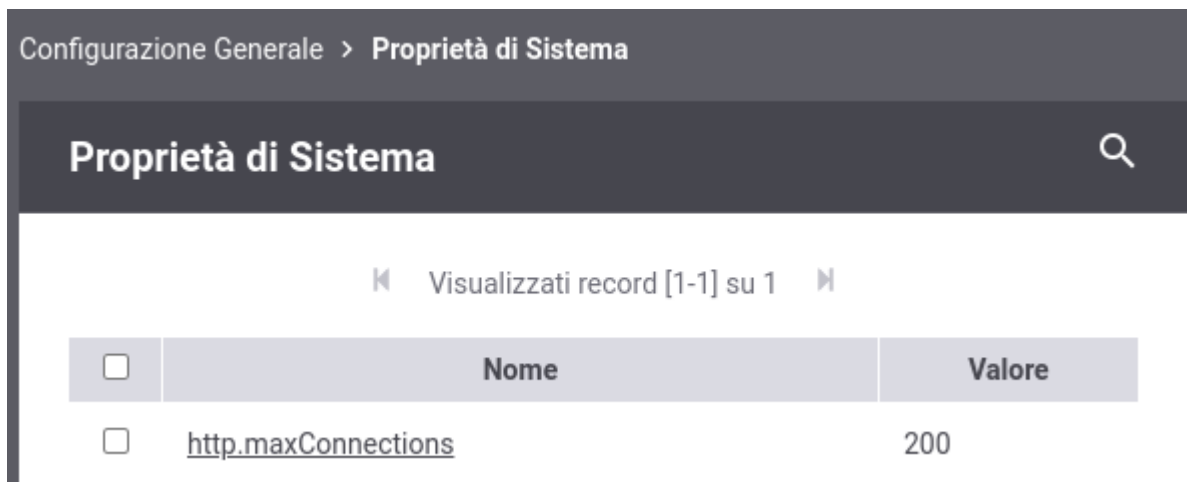 Configurazione Generale > Proprietà di Sistema
Proprietà di Sistema
Visualizzati record [1-1] su 1
Nome Valore
http.maxConnections 200